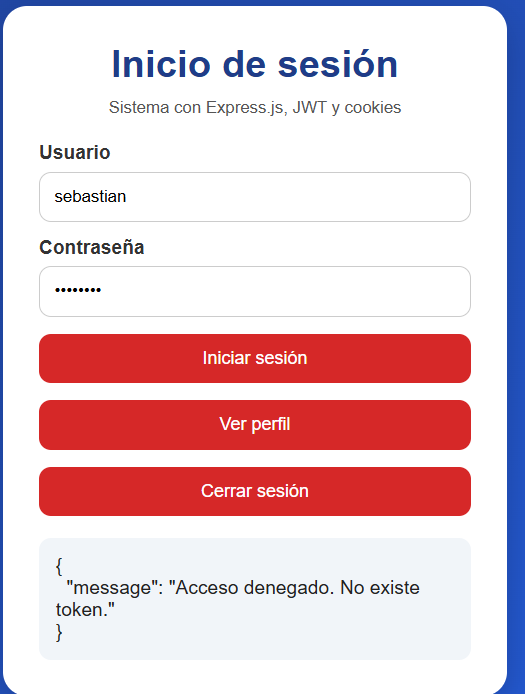 Inicio de sesión
Sistema con Express.js, JWT y cookies
Usuario
sebastian
Contraseña
••••••••
Iniciar sesión
Ver perfil
Cerrar sesión
{
"message": "Acceso denegado. No existe
token."
}